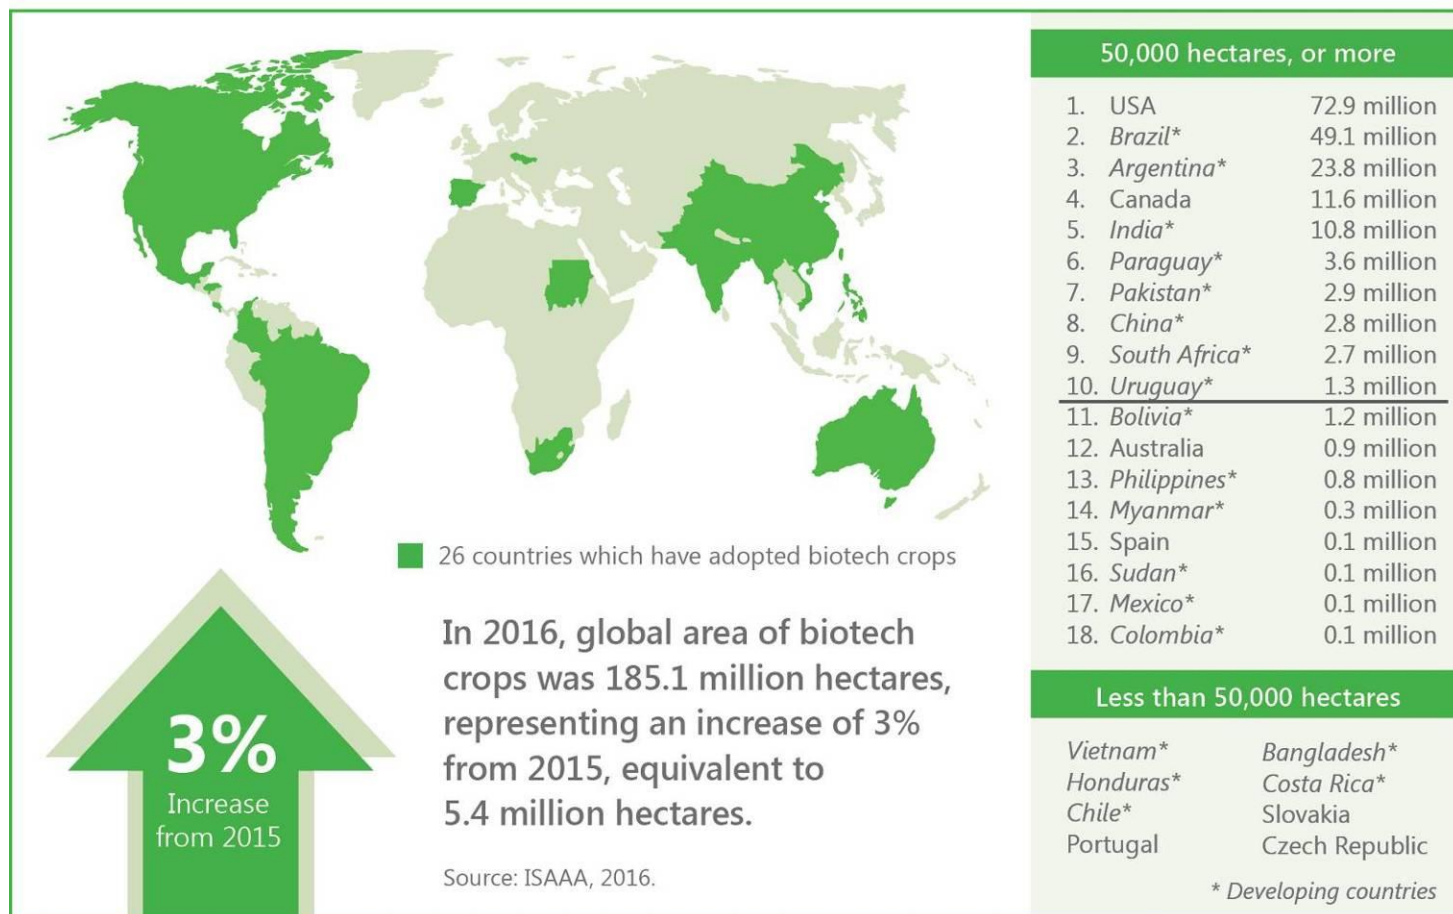 50,000 hectares, or more
1. USA 72.9 million
2. Brazil* 49.1 million
3. Argentina* 23.8 million
4. Canada 11.6 million
5. India* 10.8 million
6. Paraguay* 3.6 million
7. Pakistan* 2.9 million
8. China* 2.8 million
9. South Africa* 2.7 million
10. Uruguay* 1.3 million
11. Bolivia* 1.2 million
12. Australia 0.9 million
13. Philippines* 0.8 million
14. Myanmar* 0.3 million
15. Spain 0.1 million
16. Sudan* 0.1 million
17. Mexico* 0.1 million
18. Colombia* 0.1 million
Less than 50,000 hectares
Vietnam* Bangladesh*
Honduras* Costa Rica*
Chile* Slovakia
Portugal Czech Republic
* Developing countries
26 countries which have adopted biotech crops
3%
Increase
from 2015
In 2016, global area of biotech
crops was 185.1 million hectares,
representing an increase of 3%
from 2015, equivalent to
5.4 million hectares.
Source: ISAAA, 2016.